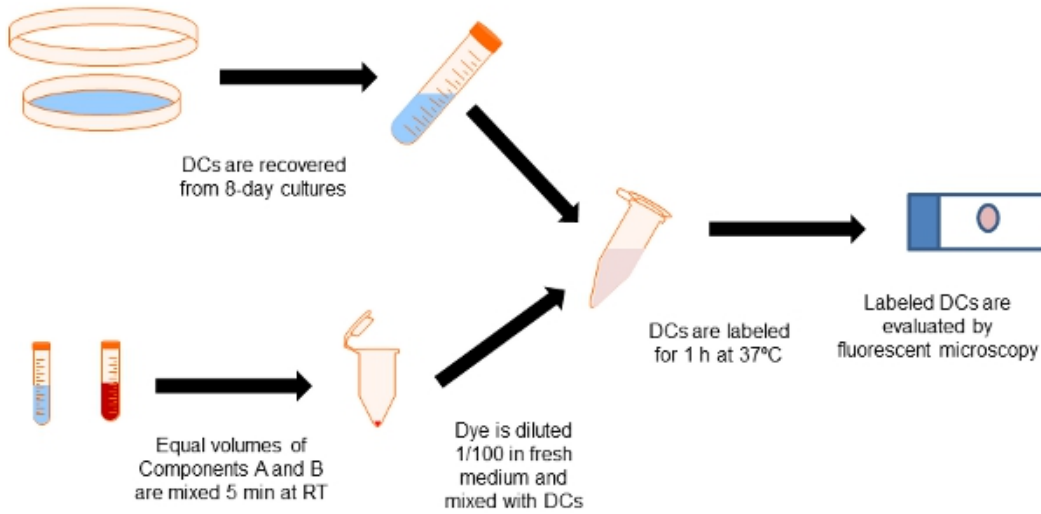 DCs are recovered
from 8-day cultures
Equal volumes of
Components A and B
are mixed 5 min at RT
Dye is diluted
1/100 in fresh
medium and
mixed with DCs
DCs are labeled
for 1 h at 37ºC
Labeled DCs are
evaluated by
fluorescent microscopy